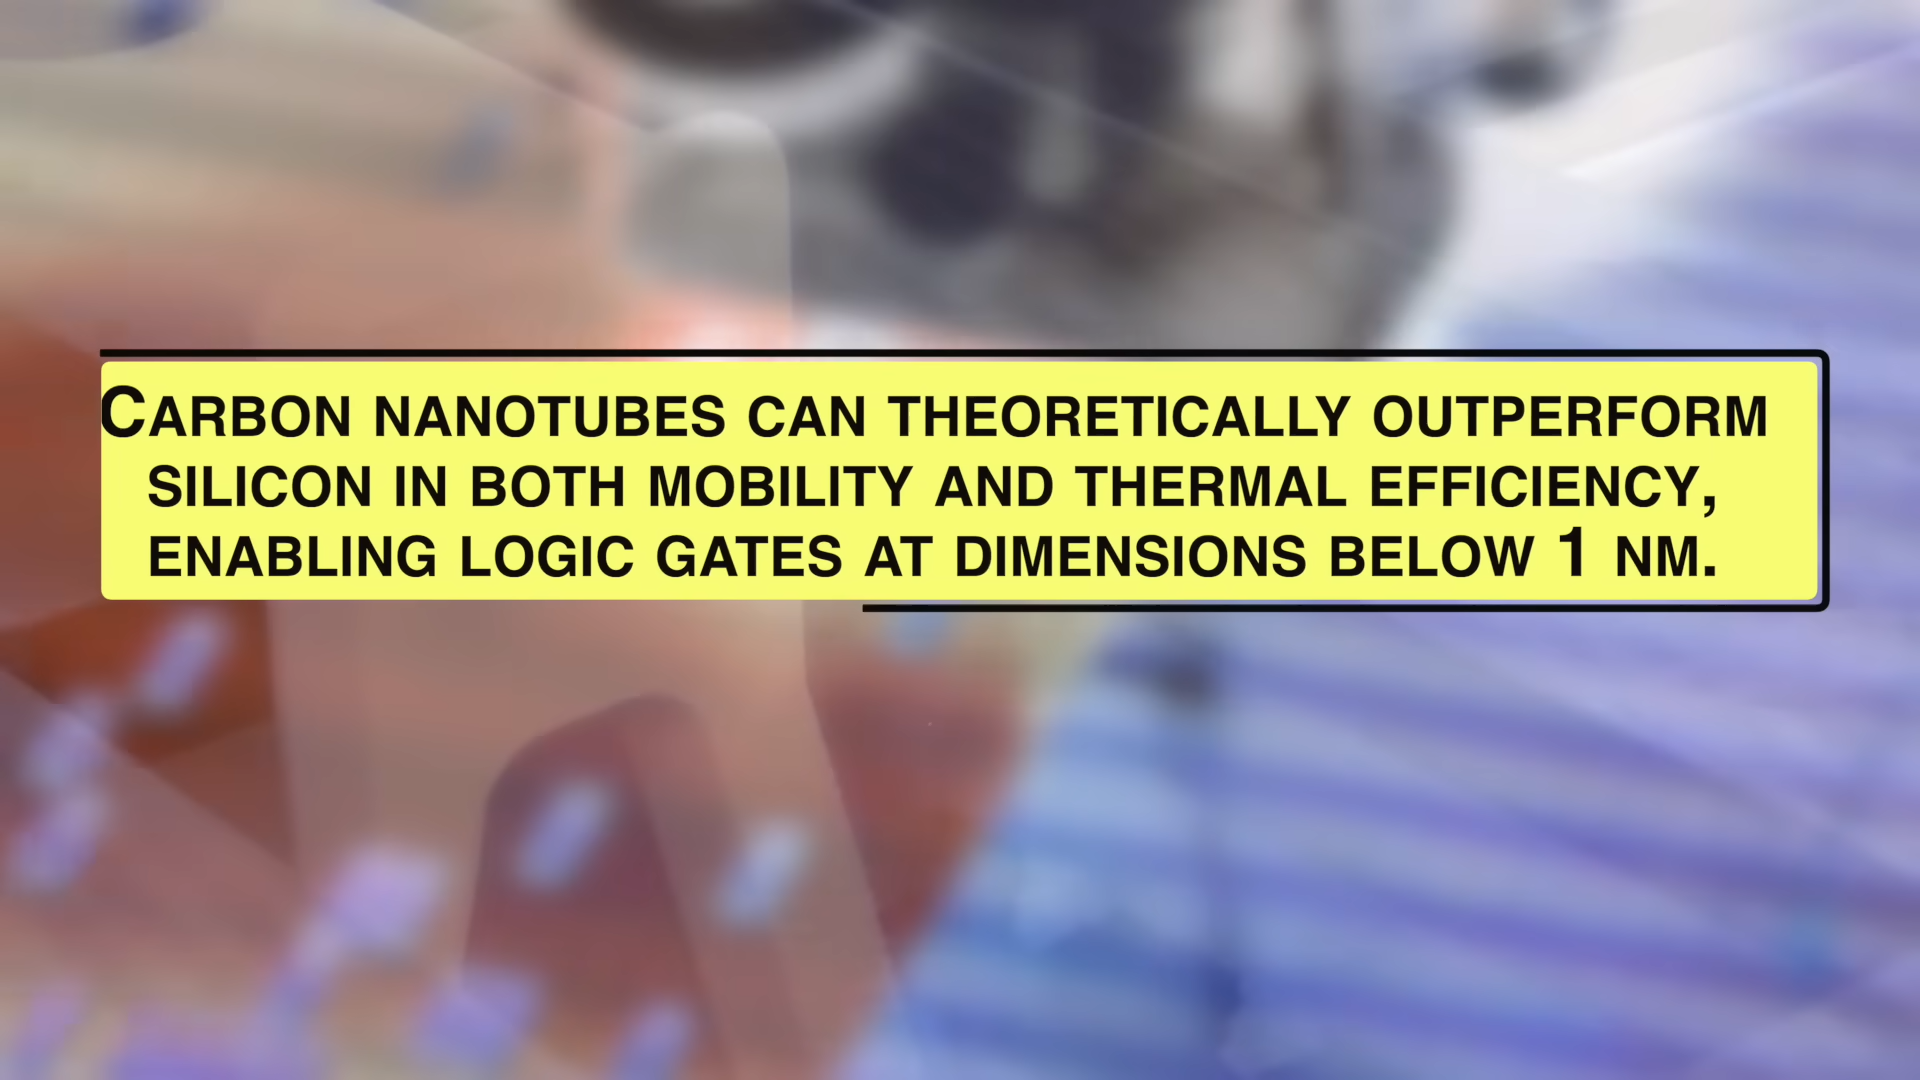 Carbon nanotubes can theoretically outperform
silicon in both mobility and thermal efficiency,
enabling logic gates at dimensions below 1 nm.